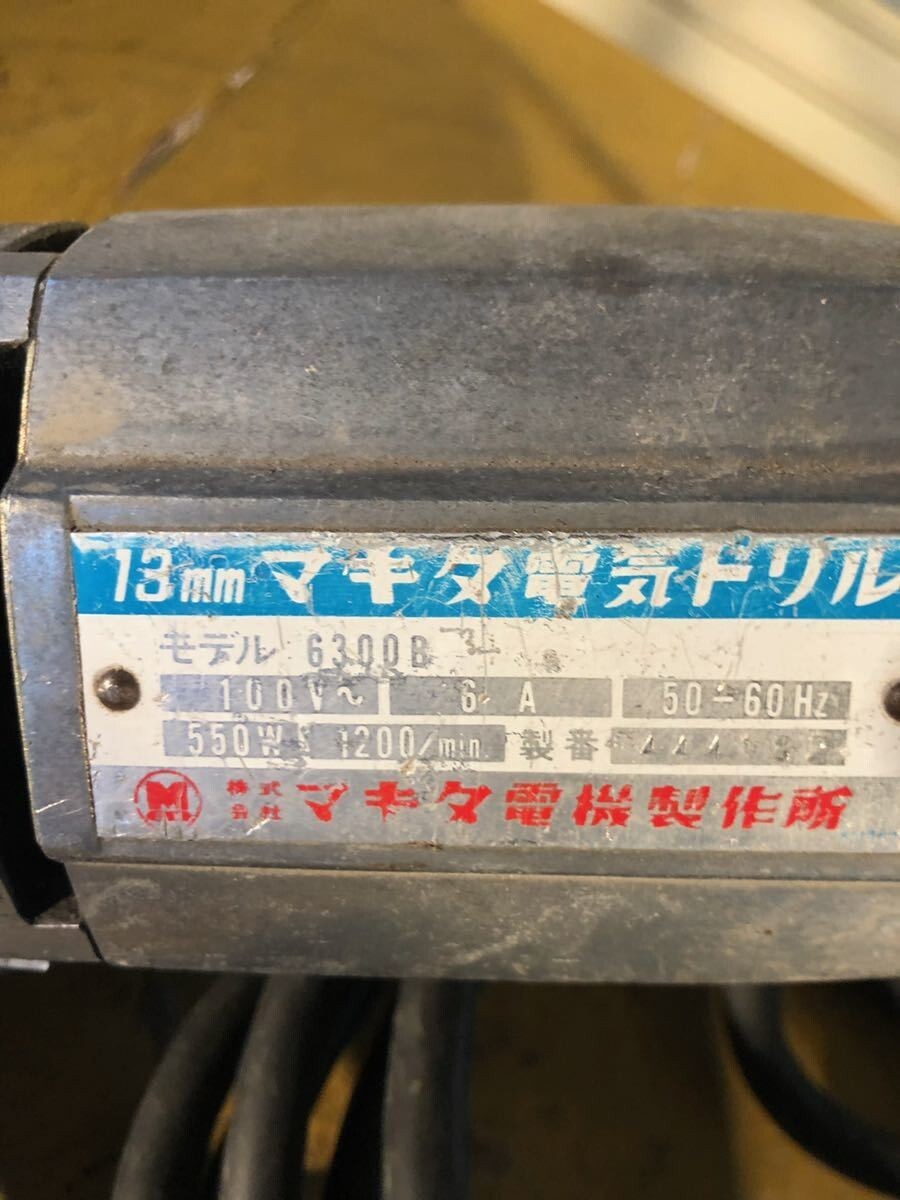 13mm マキタ電気ドリル
モデル 6300B
100V～ 6 A 50-60Hz
550W 1200/min 製番
株式会社 マキタ電機製作所